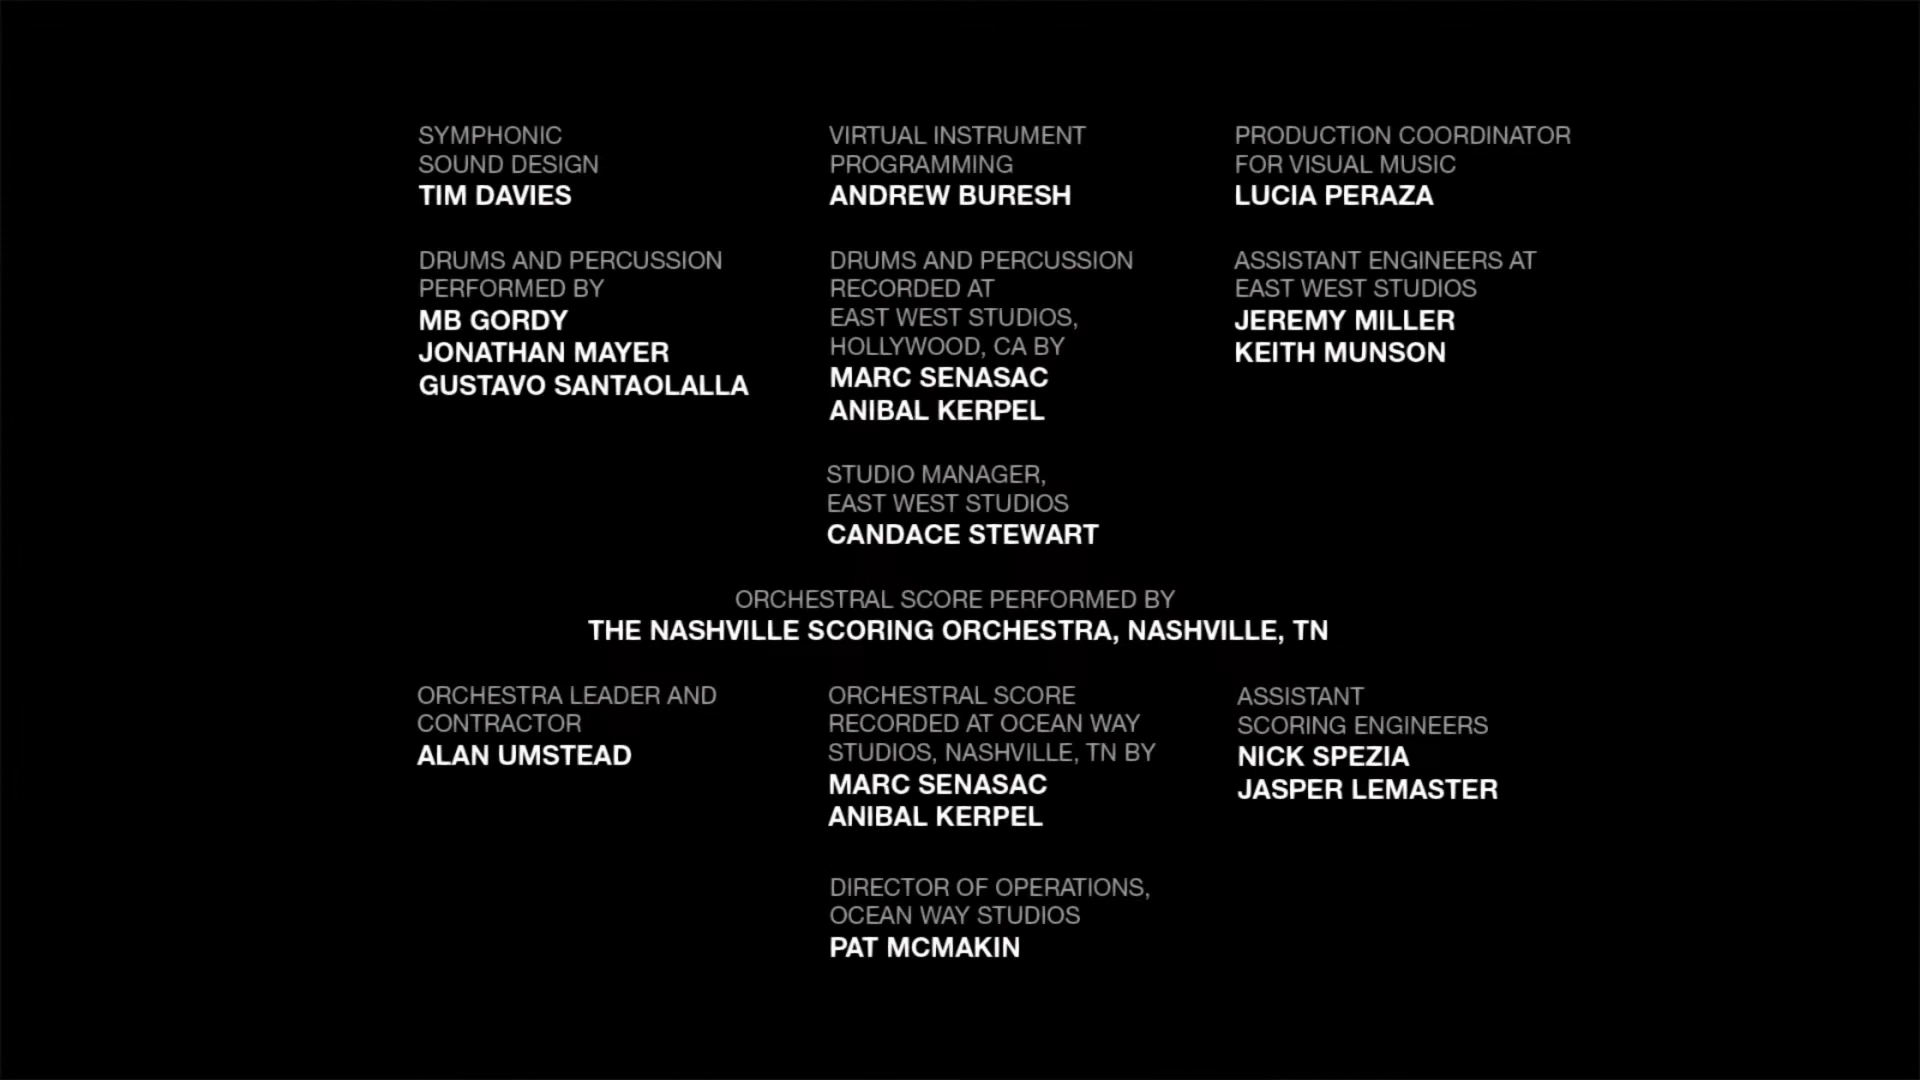 SYMPHONIC
SOUND DESIGN
TIM DAVIES
VIRTUAL INSTRUMENT
PROGRAMMING
ANDREW BURESH
PRODUCTION COORDINATOR
FOR VISUAL MUSIC
LUCIA PERAZA
DRUMS AND PERCUSSION
PERFORMED BY
MB GORDY
JONATHAN MAYER
GUSTAVO SANTAOLALLA
DRUMS AND PERCUSSION
RECORDED AT
EAST WEST STUDIOS,
HOLLYWOOD, CA BY
MARC SENASAC
ANIBAL KERPEL
ASSISTANT ENGINEERS AT
EAST WEST STUDIOS
JEREMY MILLER
KEITH MUNSON
STUDIO MANAGER,
EAST WEST STUDIOS
CANDACE STEWART
ORCHESTRAL SCORE PERFORMED BY
THE NASHVILLE SCORING ORCHESTRA, NASHVILLE, TN
ORCHESTRA LEADER AND
CONTRACTOR
ALAN UMSTEAD
ORCHESTRAL SCORE
RECORDED AT OCEAN WAY
STUDIOS, NASHVILLE, TN BY
MARC SENASAC
ANIBAL KERPEL
ASSISTANT
SCORING ENGINEERS
NICK SPEZIA
JASPER LEMASTER
DIRECTOR OF OPERATIONS,
OCEAN WAY STUDIOS
PAT MCMAKIN